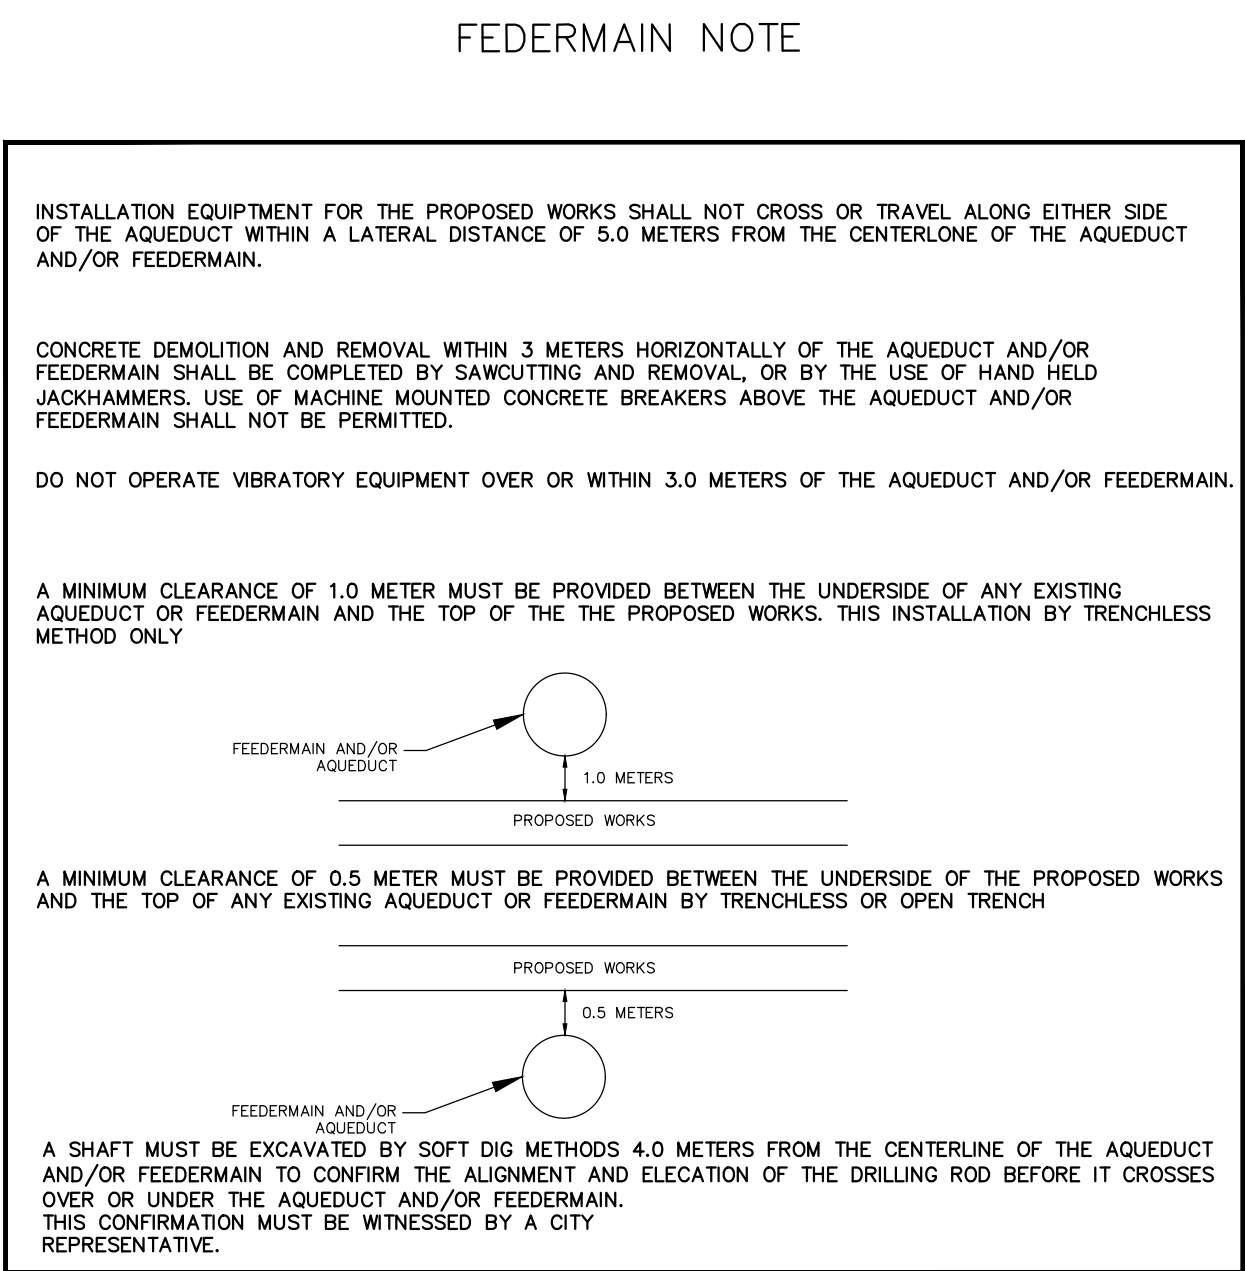 FEDERMAIN NOTE
INSTALLATION EQUIPTMENT FOR THE PROPOSED WORKS SHALL NOT CROSS OR TRAVEL ALONG EITHER SIDE
OF THE AQUEDUCT WITHIN A LATERAL DISTANCE OF 5.0 METERS FROM THE CENTERLONE OF THE AQUEDUCT
AND/OR FEEDERMAIN.
CONCRETE DEMOLITION AND REMOVAL WITHIN 3 METERS HORIZONTALLY OF THE AQUEDUCT AND/OR
FEEDERMAIN SHALL BE COMPLETED BY SAWCUTTING AND REMOVAL, OR BY THE USE OF HAND HELD
JACKHAMMERS. USE OF MACHINE MOUNTED CONCRETE BREAKERS ABOVE THE AQUEDUCT AND/OR
FEEDERMAIN SHALL NOT BE PERMITTED.
DO NOT OPERATE VIBRATORY EQUIPMENT OVER OR WITHIN 3.0 METERS OF THE AQUEDUCT AND/OR FEEDERMAIN.
A MINIMUM CLEARANCE OF 1.0 METER MUST BE PROVIDED BETWEEN THE UNDERSIDE OF ANY EXISTING
AQUEDUCT OR FEEDERMAIN AND THE TOP OF THE THE PROPOSED WORKS. THIS INSTALLATION BY TRENCHLESS
METHOD ONLY
FEEDERMAIN AND/OR
AQUEDUCT
1.0 METERS
PROPOSED WORKS
A MINIMUM CLEARANCE OF 0.5 METER MUST BE PROVIDED BETWEEN THE UNDERSIDE OF THE PROPOSED WORKS
AND THE TOP OF ANY EXISTING AQUEDUCT OR FEEDERMAIN BY TRENCHLESS OR OPEN TRENCH
PROPOSED WORKS
0.5 METERS
FEEDERMAIN AND/OR
AQUEDUCT
A SHAFT MUST BE EXCAVATED BY SOFT DIG METHODS 4.0 METERS FROM THE CENTERLINE OF THE AQUEDUCT
AND/OR FEEDERMAIN TO CONFIRM THE ALIGNMENT AND ELECATION OF THE DRILLING ROD BEFORE IT CROSSES
OVER OR UNDER THE AQUEDUCT AND/OR FEEDERMAIN.
THIS CONFIRMATION MUST BE WITNESSED BY A CITY
REPRESENTATIVE.